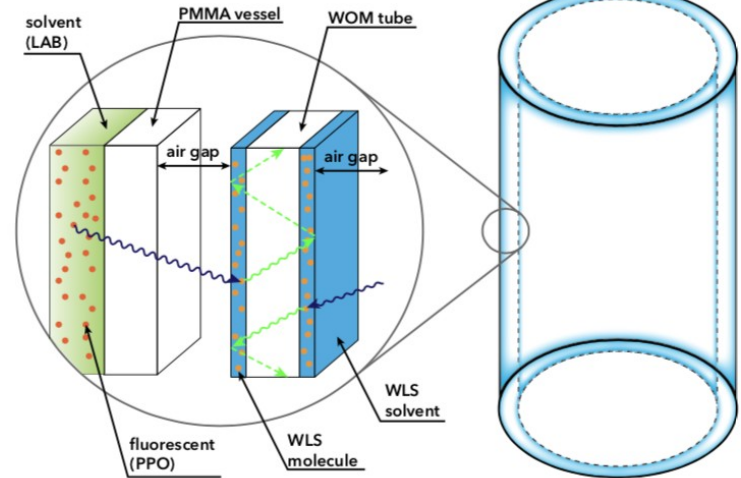 solvent
(LAB)
PMMA vessel
WOM tube
air gap
air gap
WLS
solvent
fluorescent
(PPO)
WLS
molecule